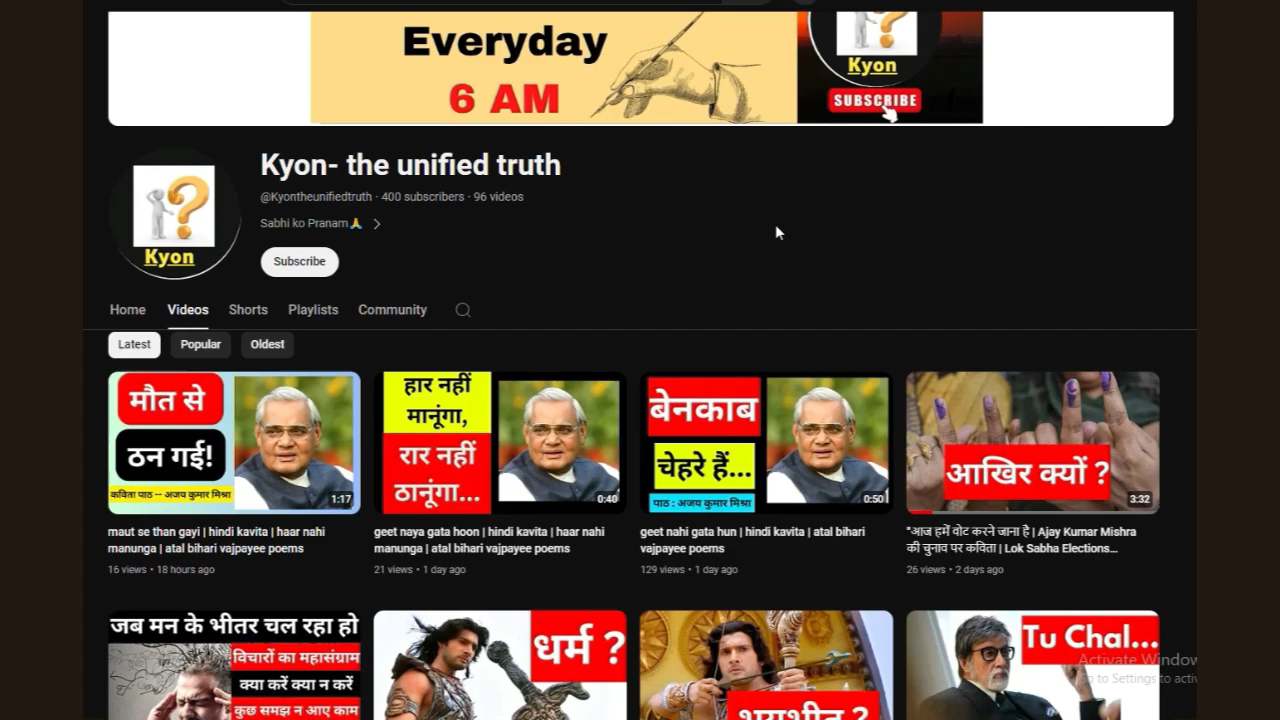 Everyday
6 AM
Kyon
SUBSCRIBE
Kyon
Kyon- the unified truth
@Kyontheunifiedtruth · 400 subscribers · 96 videos
Sabhi ko Pranam🙏
Subscribe
Home Videos Shorts Playlists Community
Latest Popular Oldest
मौत से
ठन गई!
कविता पाठ -- अजय कुमार मिश्रा
1:17
हार नहीं
मानूंगा,
रार नहीं
ठानूंगा...
0:40
बेनकाब
चेहरे हैं...
पाठ : अजय कुमार मिश्रा
0:50
आखिर क्यों ?
3:32
maut se than gayi | hindi kavita | haar nahi
manunga | atal bihari vajpayee poems
16 views • 18 hours ago
geet naya gata hoon | hindi kavita | haar nahi
manunga | atal bihari vajpayee poems
21 views • 1 day ago
geet nahi gata hun | hindi kavita | atal bihari
vajpayee poems
129 views • 1 day ago
"आज हमें वोट करने जाना है | Ajay Kumar Mishra
की चुनाव पर कविता | Lok Sabha Elections...
26 views • 2 days ago
जब मन के भीतर चल रहा हो
विचारों का महासंग्राम
क्या करें क्या न करें
कुछ समझ न आए काम
धर्म ?
भयभीत ?
Tu Chal...
Activate Window
to Settings to activ